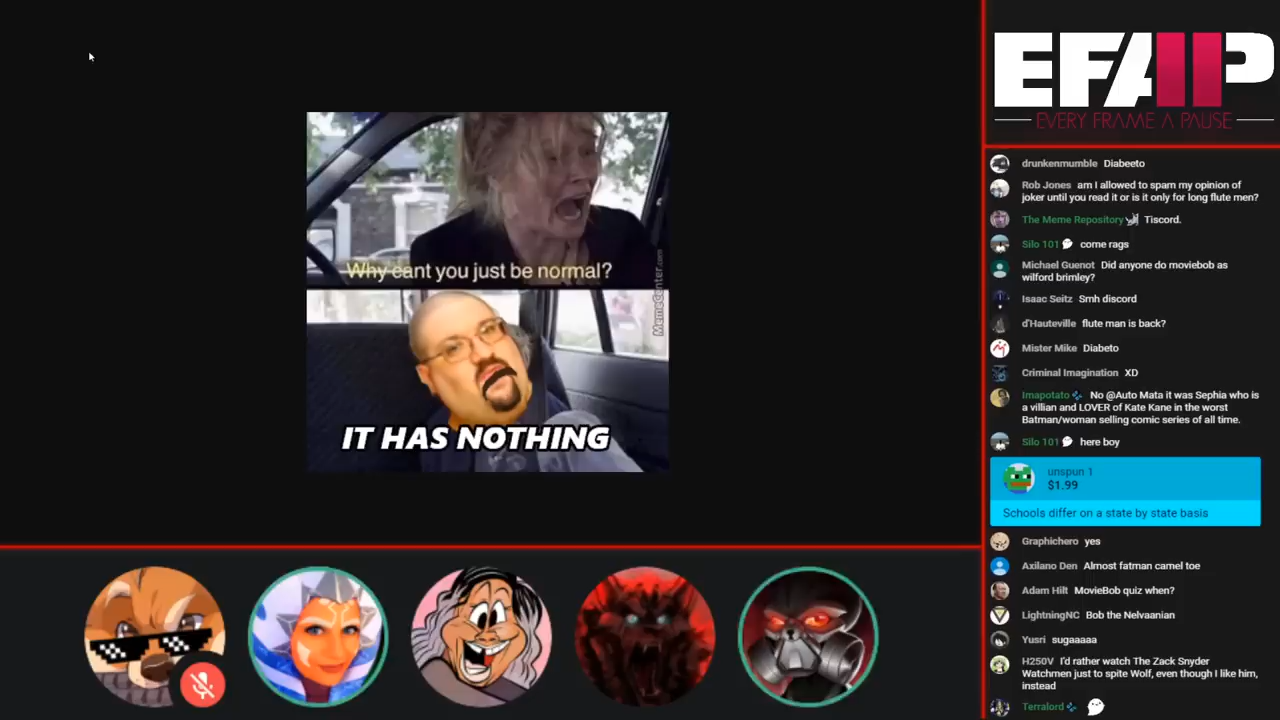 EFAP
EVERY FRAME A PAUSE
Why cant you just be normal?
MemeCenter.com
IT HAS NOTHING
drunkenmumble Diabeeto
Rob Jones am I allowed to spam my opinion of
joker until you read it or is it only for long flute men?
The Meme Repository Tiscord.
Silo 101 come rags
Michael Guenot Did anyone do moviebob as
wilford brimley?
Isaac Seitz Smh discord
d'Hauteville flute man is back?
Mister Mike Diabeto
Criminal Imagination XD
Imapotato No @Auto Mata it was Sephia who is
a villian and LOVER of Kate Kane in the worst
Batman/woman selling comic series of all time.
Silo 101 here boy
unspun 1
$1.99
Schools differ on a state by state basis
Graphichero yes
Axilano Den Almost fatman camel toe
Adam Hilt MovieBob quiz when?
LightningNC Bob the Nelvaanian
Yusri sugaaaaa
H250V I'd rather watch The Zack Snyder
Watchmen just to spite Wolf, even though I like him,
instead
Terralord